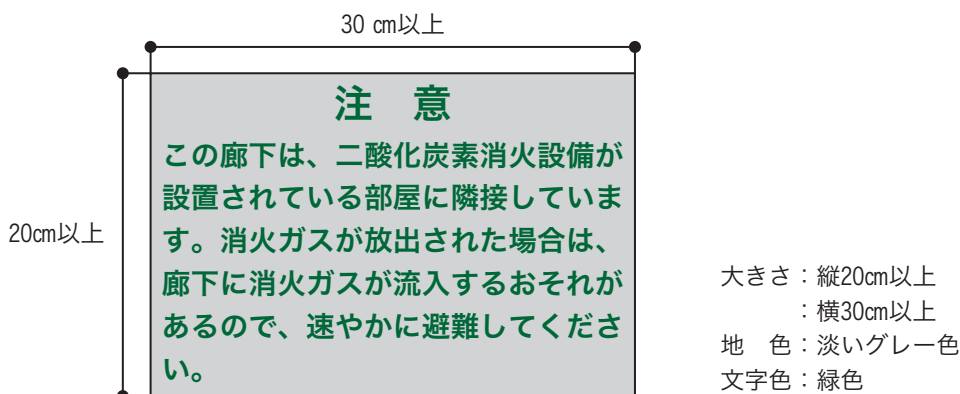 30 cm以上
20cm以上
注　意
この廊下は、二酸化炭素消火設備が
設置されている部屋に隣接していま
す。消火ガスが放出された場合は、
廊下に消火ガスが流入するおそれが
あるので、速やかに避難してくださ
い。
大きさ：縦20cm以上
：横30cm以上
地　色：淡いグレー色
文字色：緑色